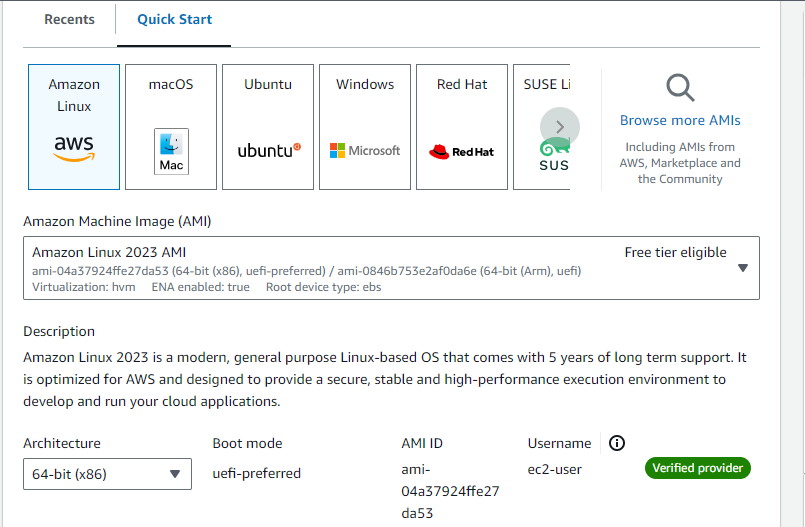 Recents Quick Start
Amazon Linux
macOS
Ubuntu
Windows
Red Hat
SUSE Li
aws
Mac
ubuntu
Microsoft
Red Hat
SUS
Browse more AMIs
Including AMIs from
AWS, Marketplace and
the Community
Amazon Machine Image (AMI)
Amazon Linux 2023 AMI Free tier eligible
ami-04a37924ffe27da53 (64-bit (x86), uefi-preferred) / ami-0846b753e2af0da6e (64-bit (Arm), uefi)
Virtualization: hvm ENA enabled: true Root device type: ebs
Description
Amazon Linux 2023 is a modern, general purpose Linux-based OS that comes with 5 years of long term support. It
is optimized for AWS and designed to provide a secure, stable and high-performance execution environment to
develop and run your cloud applications.
Architecture Boot mode AMI ID Username
64-bit (x86) uefi-preferred ami- ec2-user Verified provider
04a37924ffe27
da53